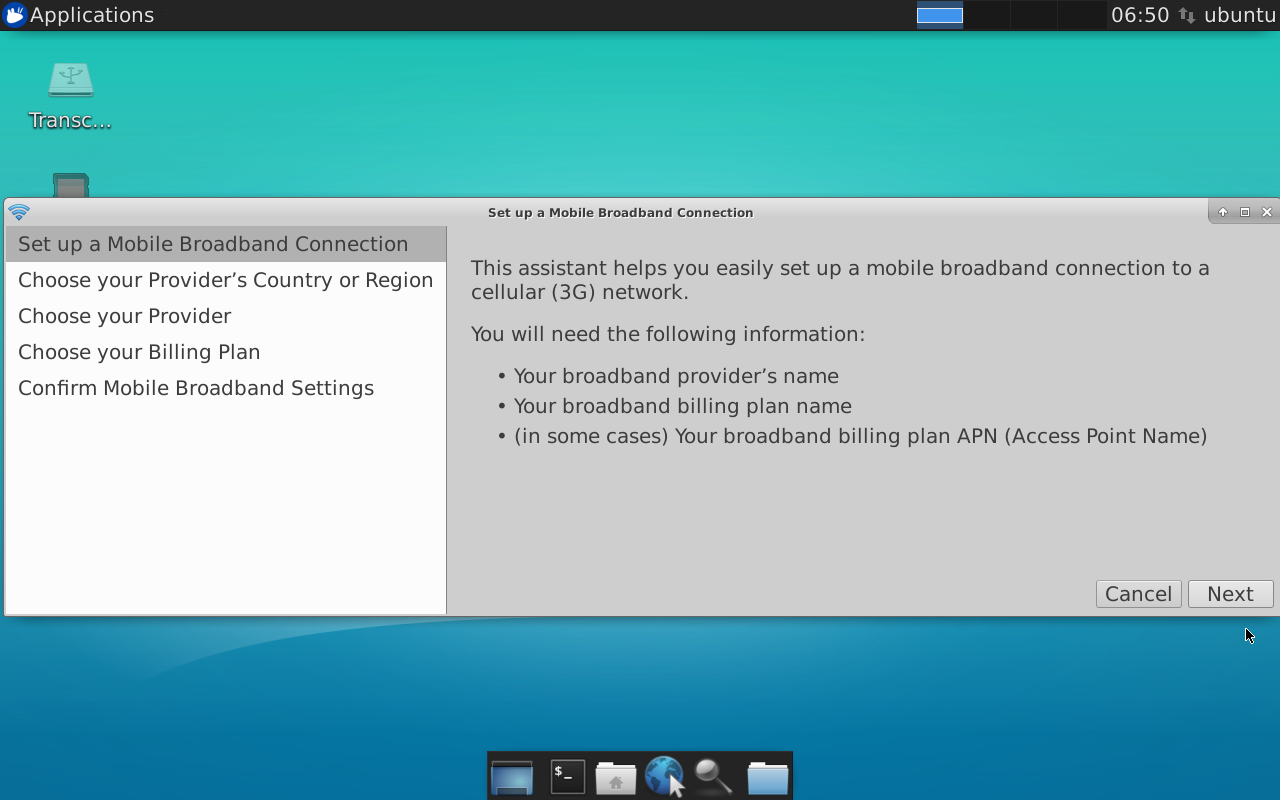 Applications
06:50
ubuntu
Transc...
Set up a Mobile Broadband Connection
Set up a Mobile Broadband Connection
Choose your Provider’s Country or Region
Choose your Provider
Choose your Billing Plan
Confirm Mobile Broadband Settings
This assistant helps you easily set up a mobile broadband connection to a
cellular (3G) network.
You will need the following information:
• Your broadband provider’s name
• Your broadband billing plan name
• (in some cases) Your broadband billing plan APN (Access Point Name)
Cancel
Next
$_